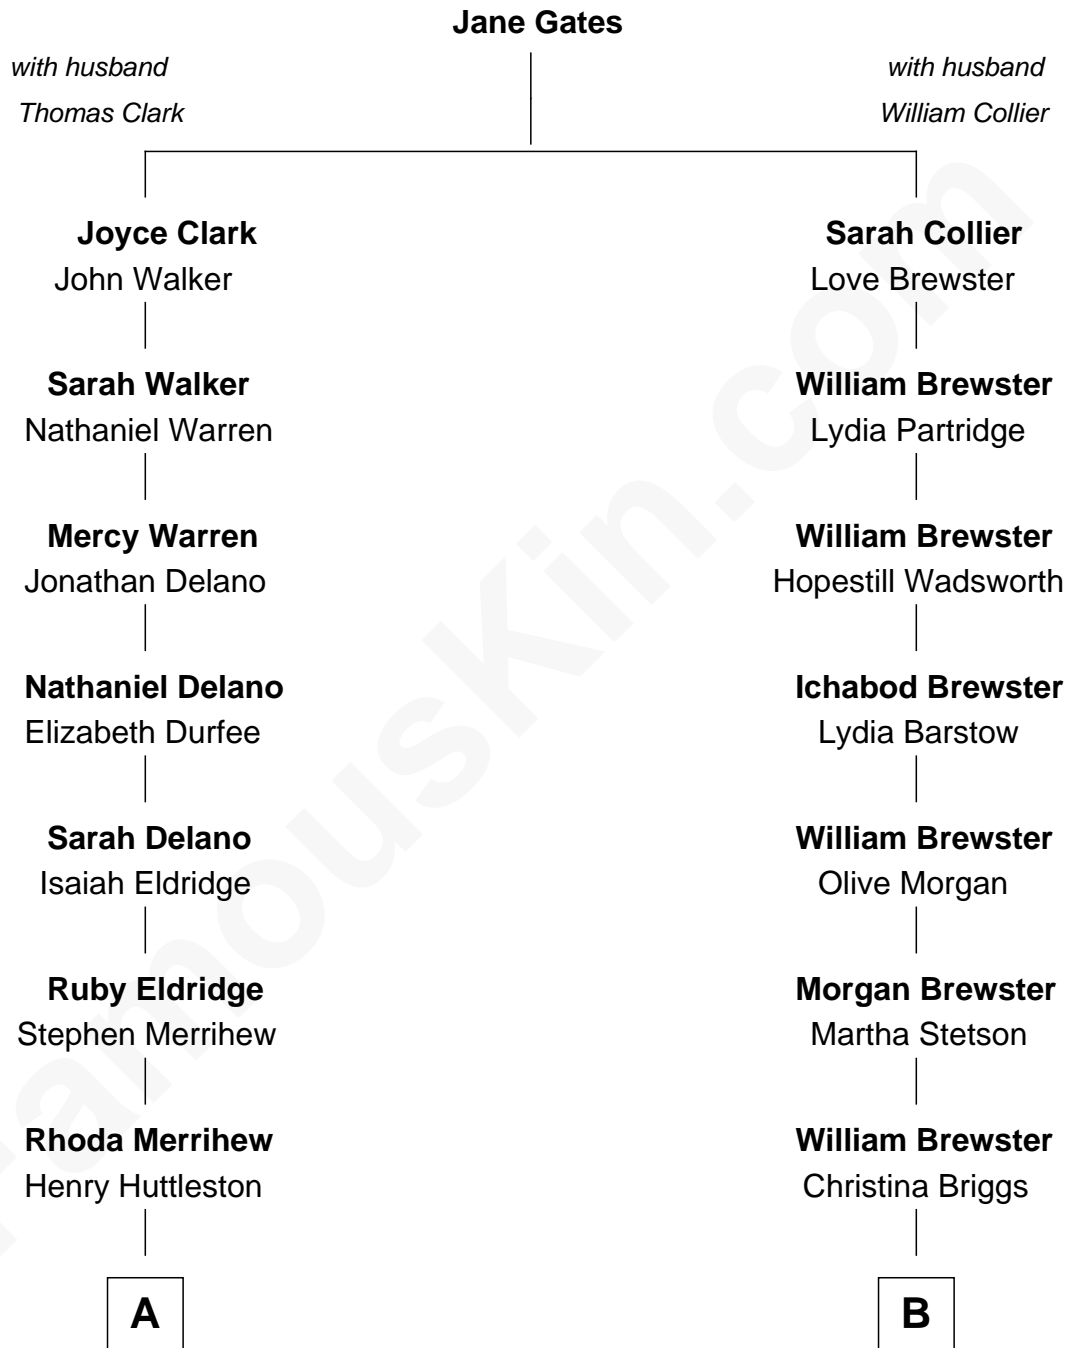 Jane Gates
with husband
Thomas Clark
with husband
William Collier
Joyce Clark
John Walker
Sarah Walker
Nathaniel Warren
Mercy Warren
Jonathan Delano
Nathaniel Delano
Elizabeth Durfee
Sarah Delano
Isaiah Eldridge
Ruby Eldridge
Stephen Merrihew
Rhoda Merrihew
Henry Huttleston
A
Sarah Collier
Love Brewster
William Brewster
Lydia Partridge
William Brewster
Hopestill Wadsworth
Ichabod Brewster
Lydia Barstow
William Brewster
Olive Morgan
Morgan Brewster
Martha Stetson
William Brewster
Christina Briggs
B
FamousKin.com